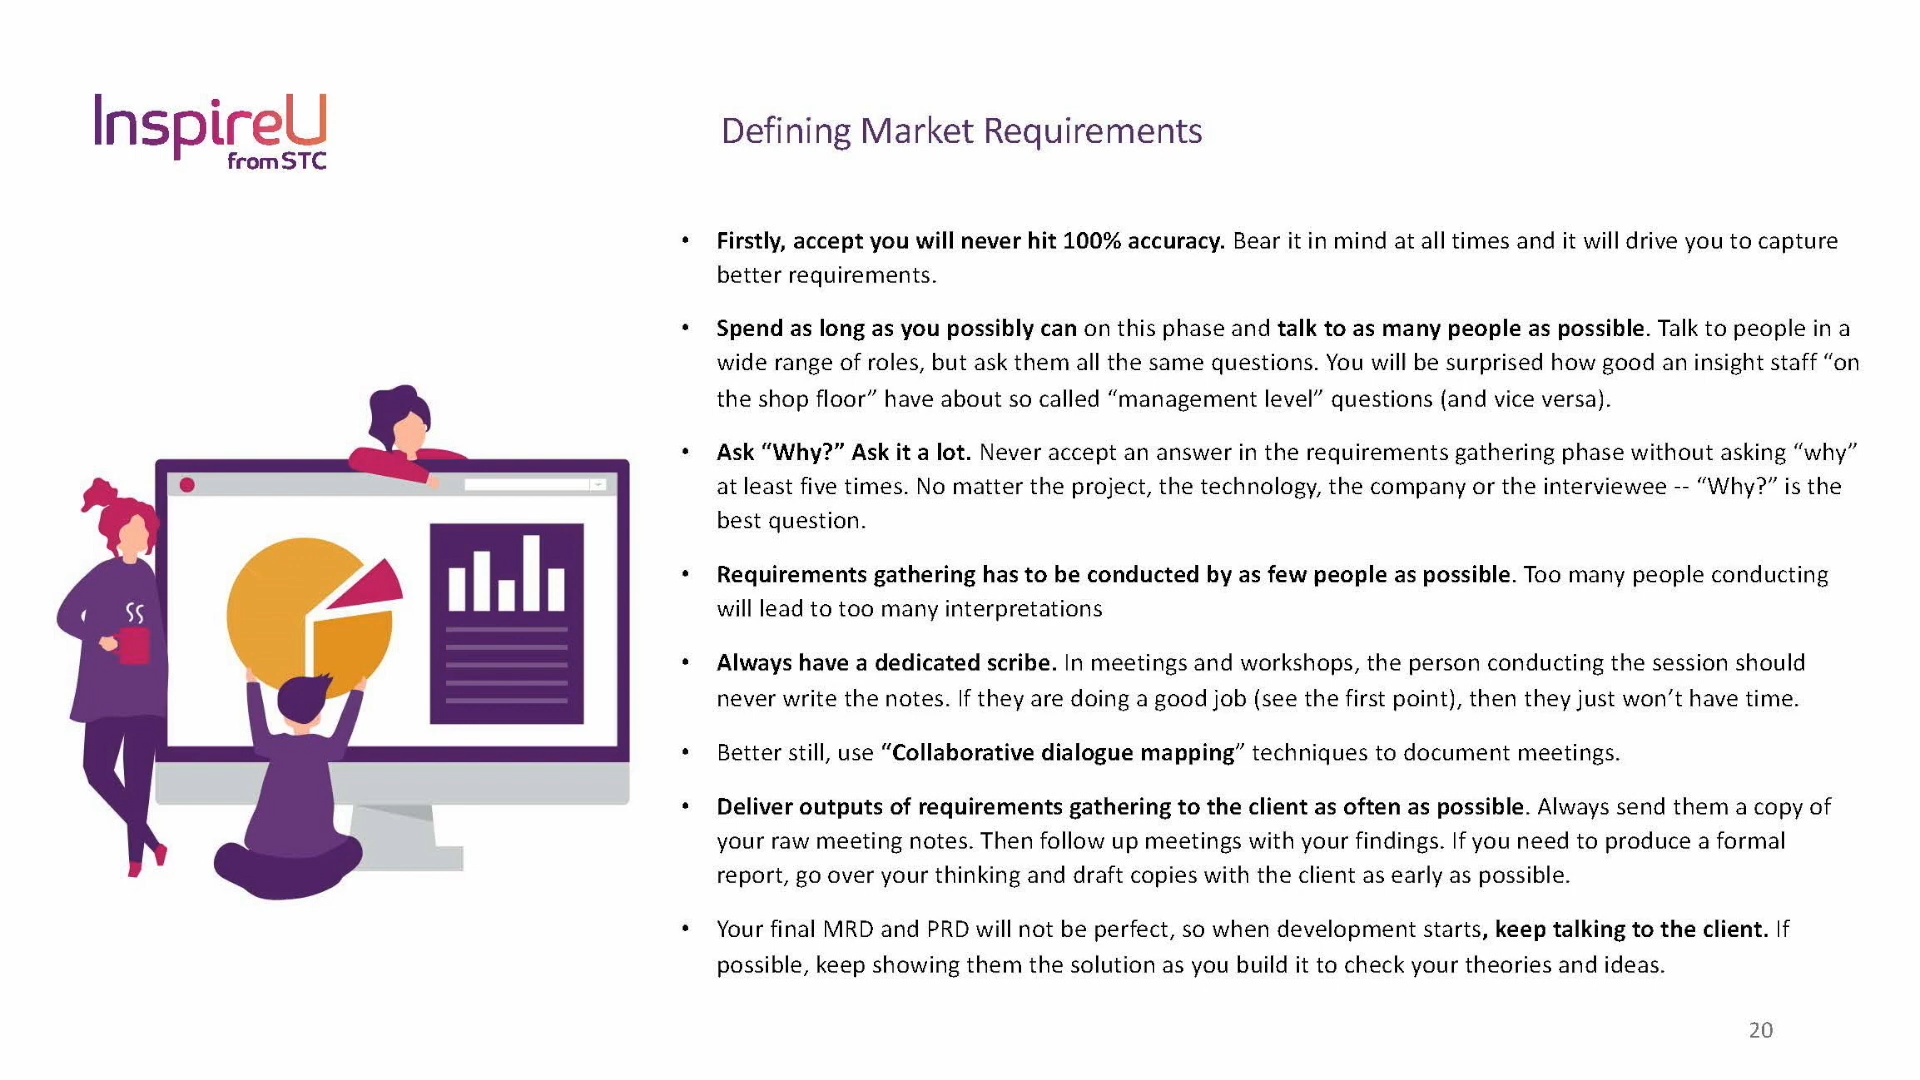 InspireU
from STC
Defining Market Requirements
• Firstly, accept you will never hit 100% accuracy. Bear it in mind at all times and it will drive you to capture
better requirements.
• Spend as long as you possibly can on this phase and talk to as many people as possible. Talk to people in a
wide range of roles, but ask them all the same questions. You will be surprised how good an insight staff “on
the shop floor” have about so called “management level” questions (and vice versa).
• Ask “Why?” Ask it a lot. Never accept an answer in the requirements gathering phase without asking “why”
at least five times. No matter the project, the technology, the company or the interviewee -- “Why?” is the
best question.
• Requirements gathering has to be conducted by as few people as possible. Too many people conducting
will lead to too many interpretations
• Always have a dedicated scribe. In meetings and workshops, the person conducting the session should
never write the notes. If they are doing a good job (see the first point), then they just won’t have time.
• Better still, use “Collaborative dialogue mapping” techniques to document meetings.
• Deliver outputs of requirements gathering to the client as often as possible. Always send them a copy of
your raw meeting notes. Then follow up meetings with your findings. If you need to produce a formal
report, go over your thinking and draft copies with the client as early as possible.
• Your final MRD and PRD will not be perfect, so when development starts, keep talking to the client. If
possible, keep showing them the solution as you build it to check your theories and ideas.
20